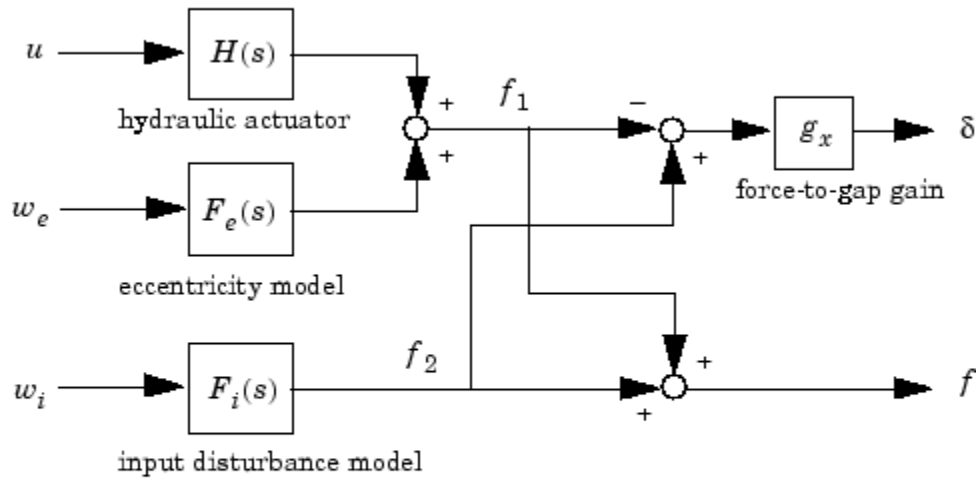 u
H(s)
hydraulic actuator
+
+
f1
−
+
gx
δ
force-to-gap gain
we
Fe(s)
eccentricity model
wi
Fi(s)
input disturbance model
f2
+
+
f